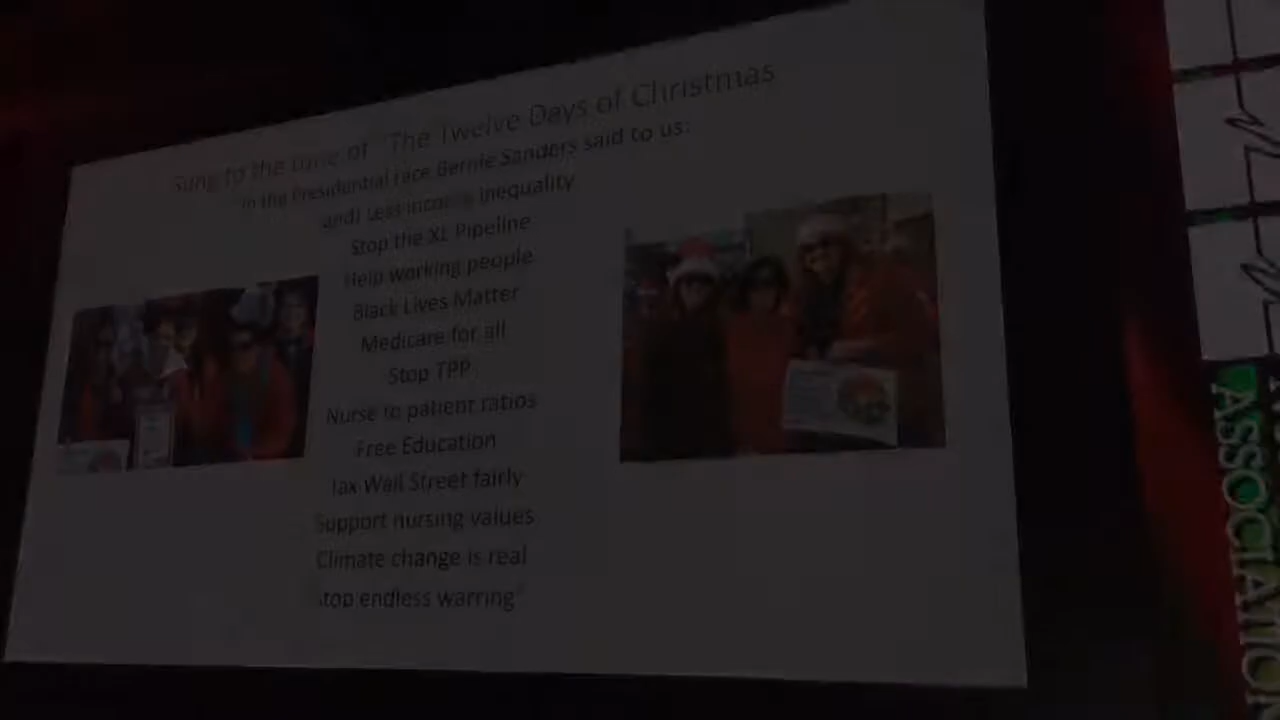 Sung to the tune of "The Twelve Days of Christmas
"In the Presidential race Bernie Sanders said to us:
and) Less income inequality
Stop the XL Pipeline
Help working people
Black Lives Matter
Medicare for all
Stop TPP
Nurse to patient ratios
Free Education
Tax Wall Street fairly
Support nursing values
Climate change is real
Stop endless warring"
ASSOCIATION